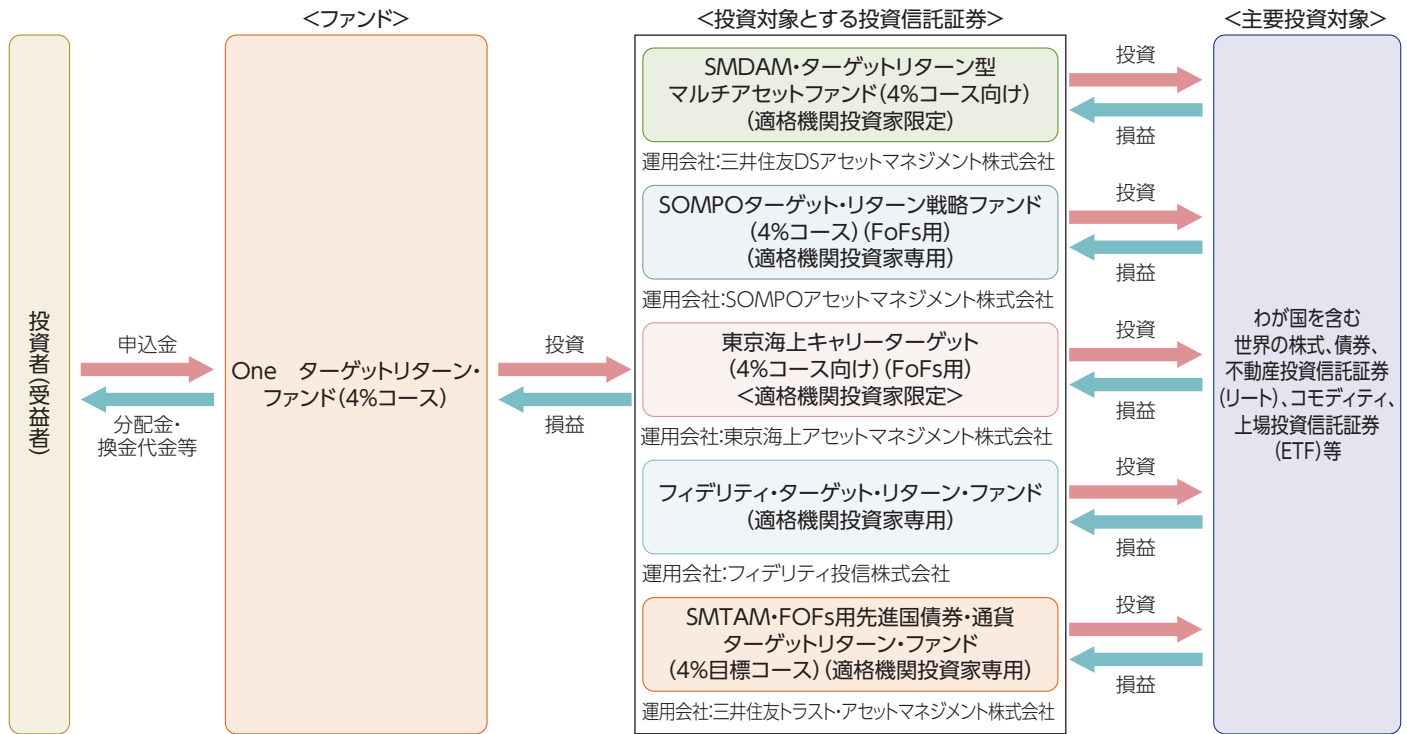 <ファンド>
<投資対象とする投資信託証券>
<主要投資対象>
投資者(受益者)
申込金
分配金・
換金代金等
One ターゲットリターン・
ファンド(4%コース)
投資
損益
SMDAM・ターゲットリターン型
マルチアセットファンド(4%コース向け)
(適格機関投資家限定)
運用会社:三井住友DSアセットマネジメント株式会社
SOMPOターゲット・リターン戦略ファンド
(4%コース)(FoFs用)
(適格機関投資家専用)
運用会社:SOMPOアセットマネジメント株式会社
東京海上キャリーターゲット
(4%コース向け)(FoFs用)
<適格機関投資家限定>
運用会社:東京海上アセットマネジメント株式会社
フィデリティ・ターゲット・リターン・ファンド
(適格機関投資家専用)
運用会社:フィデリティ投信株式会社
SMTAM・FOFs用先進国債券・通貨
ターゲットリターン・ファンド
(4%目標コース)(適格機関投資家専用)
運用会社:三井住友トラスト・アセットマネジメント株式会社
投資
損益
投資
損益
投資
損益
投資
損益
投資
損益
わが国を含む
世界の株式、債券、
不動産投資信託証券
(リート)、コモディティ、
上場投資信託証券
(ETF)等